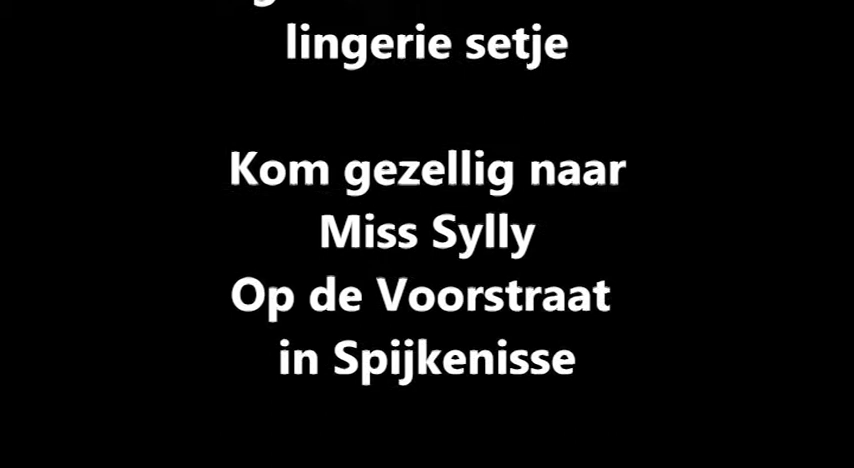 lingerie setje
Kom gezellig naar
Miss Sylly
Op de Voorstraat
in Spijkenisse